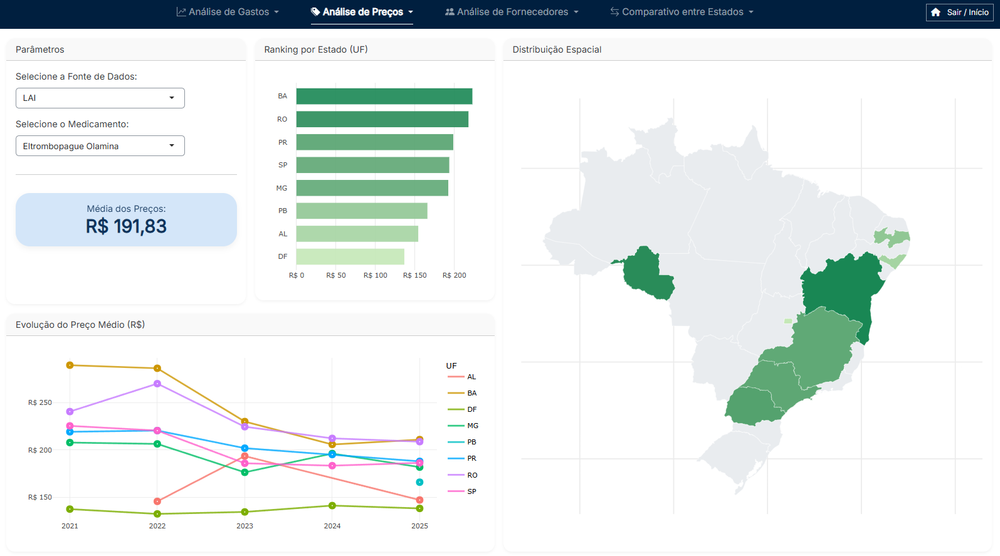 Análise de Gastos
Análise de Preços
Análise de Fornecedores
Comparativo entre Estados
Sair / Início
Parâmetros
Selecione a Fonte de Dados:
LAI
Selecione o Medicamento:
Eltrombopague Olamina
Média dos Preços:
R$ 191,83
Ranking por Estado (UF)
BA
RO
PR
SP
MG
PB
AL
DF
R$ 0
R$ 50
R$ 100
R$ 150
R$ 200
Distribuição Espacial
Evolução do Preço Médio (R$)
R$ 250
R$ 200
R$ 150
2021
2022
2023
2024
2025
UF
AL
BA
DF
MG
PB
PR
RO
SP